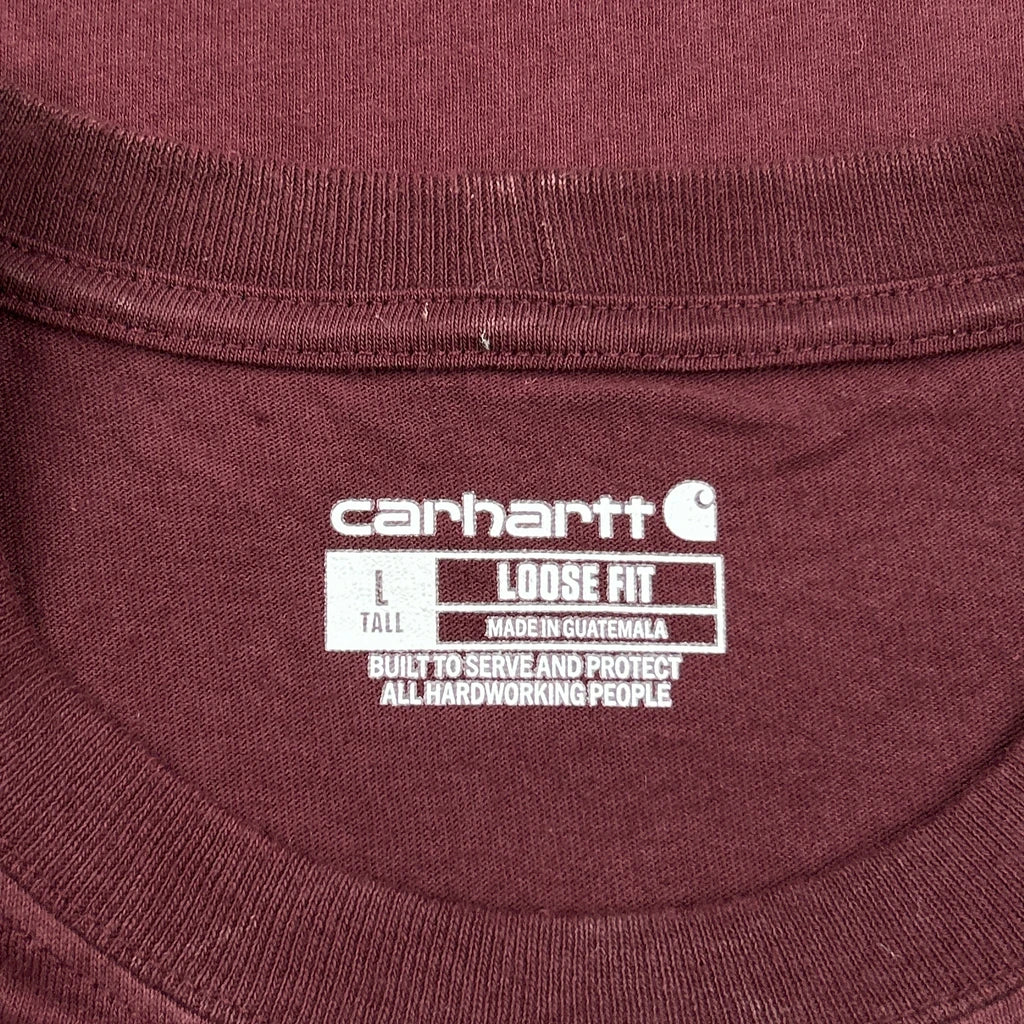 carhartt
L
TALL
LOOSE FIT
MADE IN GUATEMALA
BUILT TO SERVE AND PROTECT
ALL HARDWORKING PEOPLE